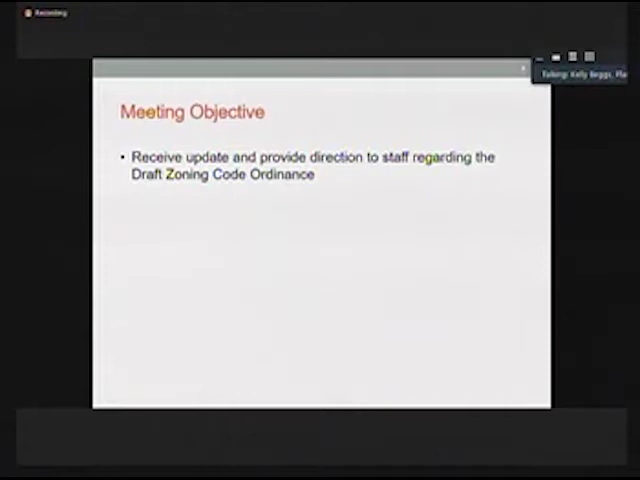 Recording
Talking: Kelly Beggs, Pla
Meeting Objective
• Receive update and provide direction to staff regarding the
Draft Zoning Code Ordinance